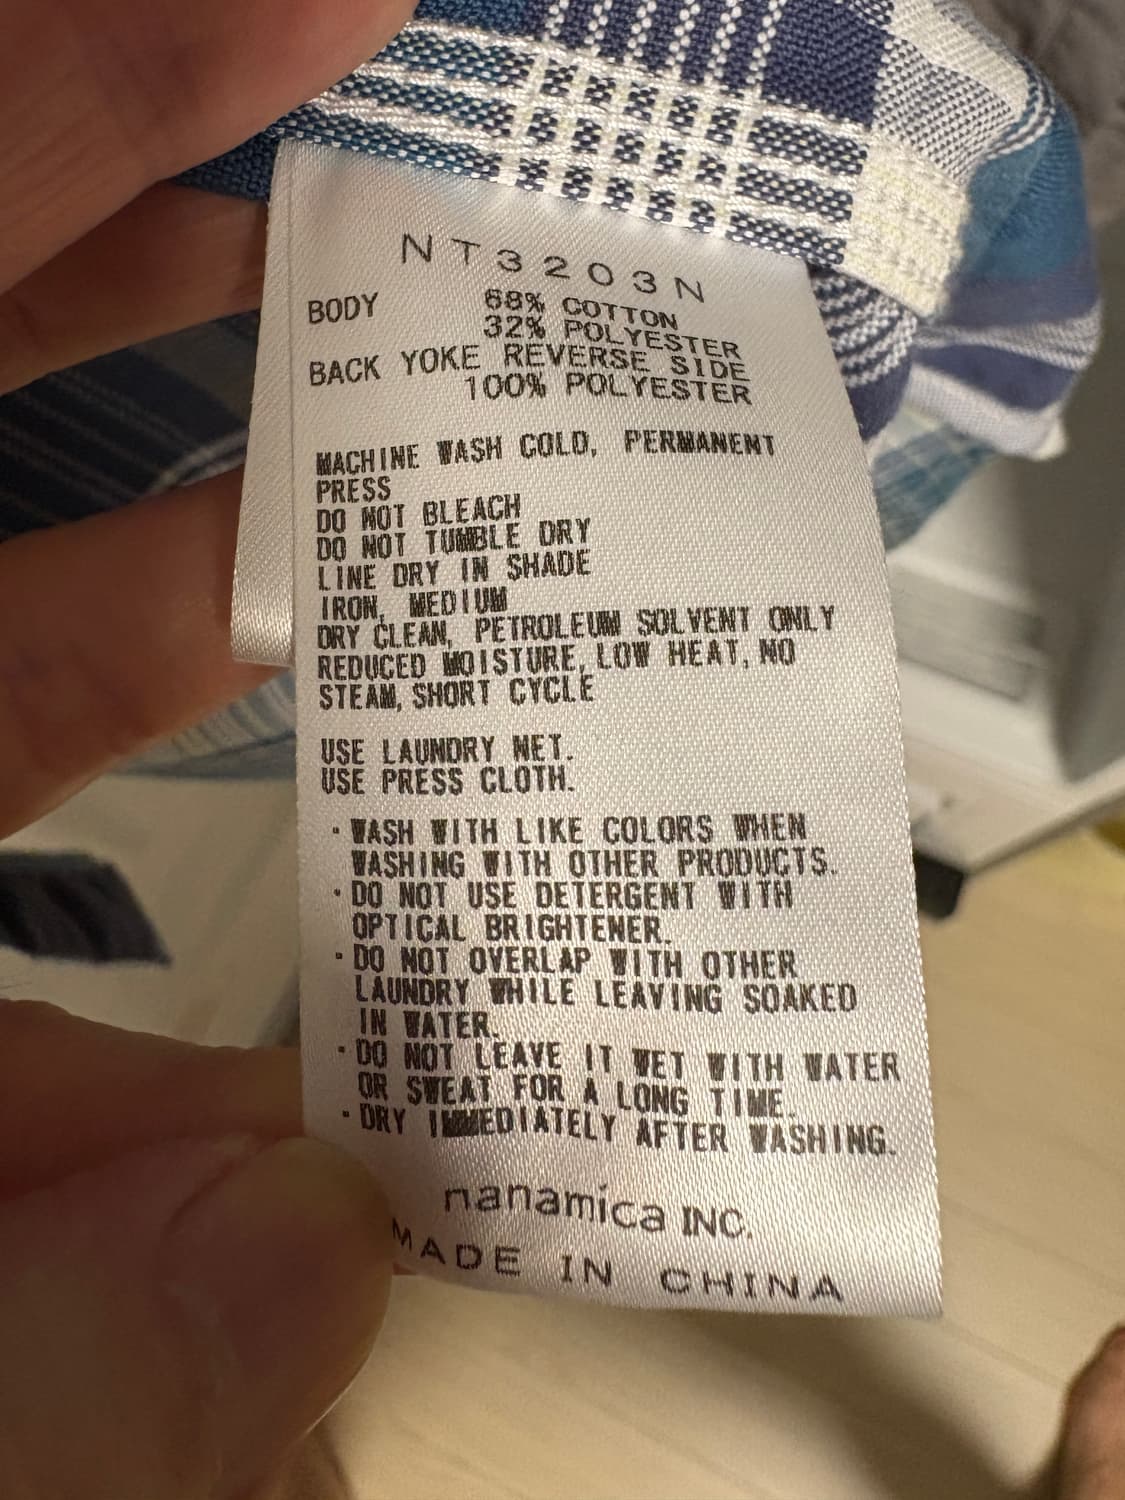 NT3203N
BODY 68% COTTON
32% POLYESTER
BACK YOKE REVERSE SIDE
100% POLYESTER
MACHINE WASH COLD, PERMANENT
PRESS
DO NOT BLEACH
DO NOT TUMBLE DRY
LINE DRY IN SHADE
IRON, MEDIUM
DRY CLEAN, PETROLEUM SOLVENT ONLY
REDUCED MOISTURE, LOW HEAT, NO
STEAM, SHORT CYCLE
USE LAUNDRY NET.
USE PRESS CLOTH.
・WASH WITH LIKE COLORS WHEN
WASHING WITH OTHER PRODUCTS.
・DO NOT USE DETERGENT WITH
OPTICAL BRIGHTENER.
・DO NOT OVERLAP WITH OTHER
LAUNDRY WHILE LEAVING SOAKED
IN WATER.
・DO NOT LEAVE IT WET WITH WATER
OR SWEAT FOR A LONG TIME.
・DRY IMMEDIATELY AFTER WASHING.
nanamica INC.
MADE IN CHINA